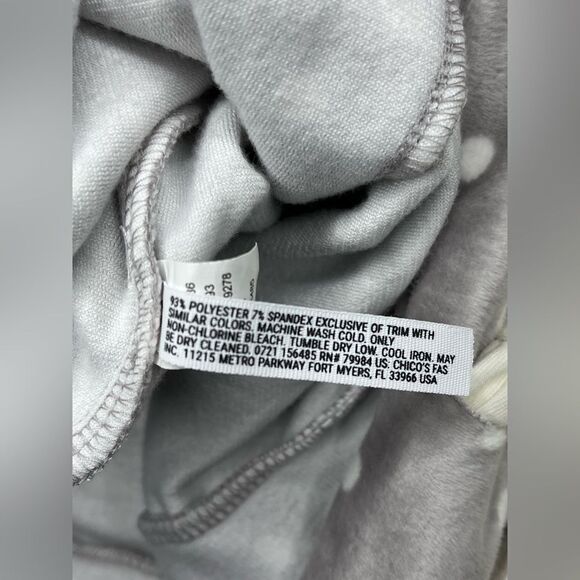 93% POLYESTER 7% SPANDEX EXCLUSIVE OF TRIM WITH
SIMILAR COLORS. MACHINE WASH COLD. ONLY
NON-CHLORINE BLEACH. TUMBLE DRY LOW. COOL IRON. MAY
BE DRY CLEANED. 0721 156485 RN# 79984 US: CHICO'S FAS
INC. 11215 METRO PARKWAY FORT MYERS, FL 33966 USA
93
9278